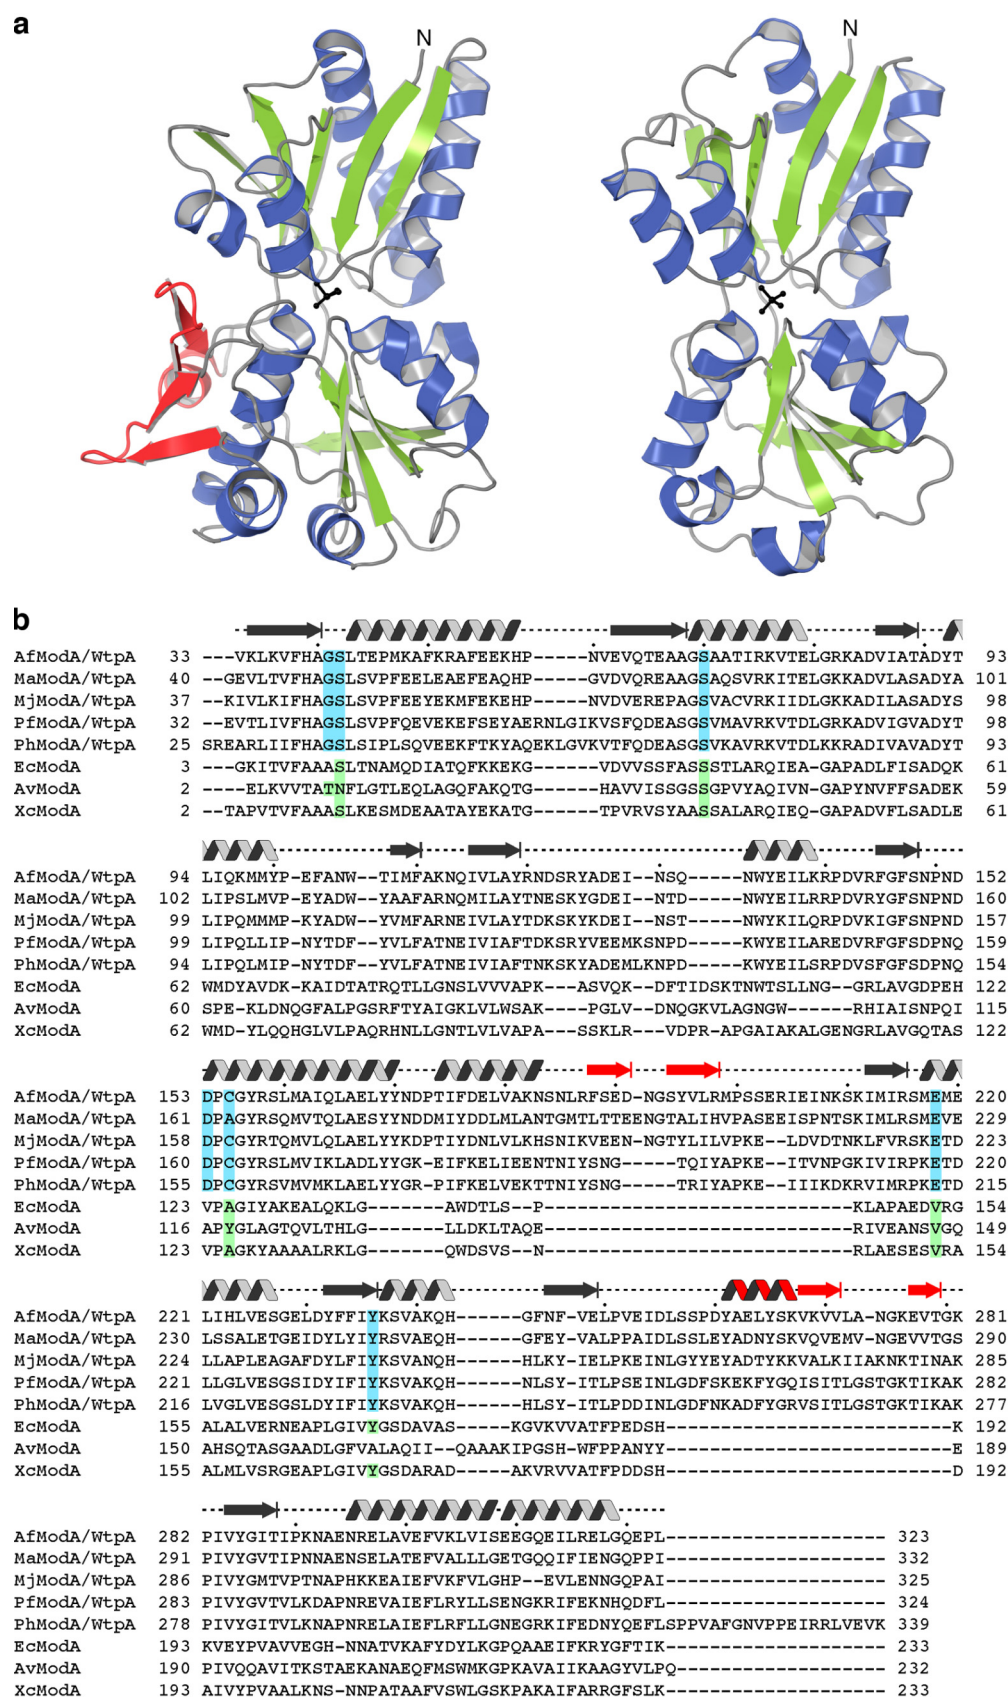 a
N
N
b
AfModA/WtpA 33 ---VKLKVFHAGSLTEPMKAFKRAFEEKHP------NVEVQTEAAGSAATIRKVTELGRKADVIATADYT 93
MaModA/WtpA 40 --GEVLTVFHAGSLSVPFEELEAEFEAQHP------GVDVQREAAGSAQSVRKITELGKKADVLASADYA 101
MjModA/WtpA 37 --KIVLKIFHAGSLSVPFEEYEKMFEKEHP------NVDVEREPAGSVACVRKIIDLGKKADILASADYS 98
PfModA/WtpA 32 --EVTLIVFHAGSLSVPFQEVEKEFSEYAERNLGIKVSFQDEASGSVMAVRKVTDLGRKADVIGVADYT 98
PhModA/WtpA 25 SREARLIIFHAGSLSIPLSQVEEKFTKYAQEKLGVKVTFQDEASGSVKAVRKVTDLKKRADIVAVADYT 93
EcModA 3 ---GKITVFAAASLTNAMQDIATQFKKEKG------VDVVSSFASSSTLARQIEA-GAPADLFISADQK 61
AvModA 2 ---ELKVVTATNFLGTLEQLAGQFAKQTG------HAVVISSGSSGPVYAQIVN-GAPYNVFFSADEK 59
XcModA 2 --TAPVTVFAAASLKESMDEAATAYEKATG------TPVRVSYAASSALARQIEQ-GAPADVFLSADLE 61
AfModA/WtpA 94 LIQKMMYP-EFANW--TIMFAKNQIVLAYRNDSRYADEI--NSQ-----NWYEILKRPDVRFGFSNPND 152
MaModA/WtpA 102 LIPSLMVP-EYADW--YAAFARNQMILAYTNESKYGDEI--NTD-----NWYEILRRPDVRYGFSNPND 160
MjModA/WtpA 99 LIPQMMMP-KYADW--YVMFARNEIVLAYTDKSKYKDEI--NST-----NWYKILQRPDVKIGFSNPND 157
PfModA/WtpA 99 LIPQLLIP-NYTDF--YVLFATNEIVIAFTDKSRYVEEMKSNPD-----KWYEILAREDVRFGFSDPNQ 159
PhModA/WtpA 94 LIPQLMIP-NYTDF--YVLFATNEIVIAFTNKSKYADEMLKNPD-----KWYEILSRPDVSFGFSDPNQ 154
EcModA 62 WMDYAVDK-KAIDTATRQTLLGNSLVVVAPK----ASVQK--DFTIDSKTNWTSLLNG--GRLAVGDPEH 122
AvModA 60 SPE-KLDNQGFALPGSRFTYAIGKLVLWSAK----PGLV--DNQGKVLAGNGW-----RHIAISNPQI 115
XcModA 62 WMD-YLQQHGLVLPAQRHNLLGNTLVLVAPA---SSKLR---VDPR-APGAIAKALGENGRLAVGQTAS 122
AfModA/WtpA 153 DPCGYRSLMAIQLAELYYNDPTIFDELVAKNSNLRFSED-NGSYVLRMPSSERIEINKSKIMIRSMEME 220
MaModA/WtpA 161 DPAGYRSQMVTQLAESYYNDDMIYDDLMLANTGMTLTTEENGTALIHVPASEEISPNTSKIMLRSMEVE 229
MjModA/WtpA 158 DPCGYRTQMVLQLAELYYKDPTIYDNLVLKHSNIKVEEN-NGTYLILVPKE--LDVDTNKLFVRSKETD 223
PfModA/WtpA 160 DPCGYRSLMVIKLADLYYGK-EIFKELIEENTNIYSNG-----TQIYAPKE--ITVNPGKIVIRPKETD 220
PhModA/WtpA 155 DPCGYRSVMVMKLAELYYGR-PIFKELVEKTTNIYSNG-----TRIYAPKE--IIIKDKRVIMRPKETD 215
EcModA 123 VPAGIYAKEALQKLG-------AWDTLS--P----------------------------KLAPAEDVRG 154
AvModA 116 APYGLAGTQVLTHLG-------LLDKLTAQE----------------------------RIVEANSVGQ 149
XcModA 123 VPAGKYAAAALRKLG-------QWDSVS--N----------------------------RLAESESVRA 154
AfModA/WtpA 221 LIHLVESGELDYFFIYKSVAKQH------GFNF-VELPVEIDLSSPDYAELYSKVKVVLA-NGKEVTGK 281
MaModA/WtpA 230 LSSALETGEIDYLYIYRSVAEQH------GFEY-VALPPAIDLSSLEYADNYSKVQVEMV-NGEVVTGS 290
MjModA/WtpA 224 LLAPLEAGAFDYLFIYKSVANQH------HLKY-IELPKEINLGYYEYADTYKKVALKIIAKNKTINAK 285
PfModA/WtpA 221 LLGLVESGSIDYIFIYKSVAKQH------NLSY-ITLPSEINLGDFSKEKFYGQISITLGSTGKTIKAK 282
PhModA/WtpA 216 LVGLVESGSLDYIFIYKSVAKQH------HLSY-ITLPDDINLGDFNKADFYGRVSITLGSTGKTIKAK 277
EcModA 155 ALALVERNEAPLGIVYGSDAVAS------KGVKVVATFPEDSH--------------------------K 192
AvModA 150 AHSQTASGAADLGFVALAQII--QAAAKIPGSH-WFPPANYY--------------------------E 189
XcModA 155 ALMLVSRGEAPLGIVYGSDARAD------AKVRVVATFPDDSH--------------------------D 192
AfModA/WtpA 282 PIVYGITIPKNAENRELAVEFVKLVISEEGQEILRELGQEPL-------------------- 323
MaModA/WtpA 291 PIVYGVTIPNNAENSELATEFVALLLGETGQQIFIENGQPPI-------------------- 332
MjModA/WtpA 286 PIVYGMTVPTNAPHKKEAIEFVKFVLGHP--EVLENNGQPAI-------------------- 325
PfModA/WtpA 283 PIVYGVTVLKDAPNREVAIEFLRYLLSENGKRIFEKNHQDFL-------------------- 324
PhModA/WtpA 278 PIVYGITVLKNAPNRELAIEFLRFLLGNEGRKIFEDNYQEFLSPPVAFGNVPPEIRRLVEVK 339
EcModA 193 KVEYPVAVVEGH-NNATVKAFYDYLKGPQAAEIFKRYGFTIK-------------------- 233
AvModA 190 PIVQQAVITKSTAEKANAEQFMSWMKGPKAVAIIKAAGYVLPQ------------------- 232
XcModA 193 AIVYPVAALKNS-NNPATAAFVSWLGSKPAKAIFARRGFSLK-------------------- 233